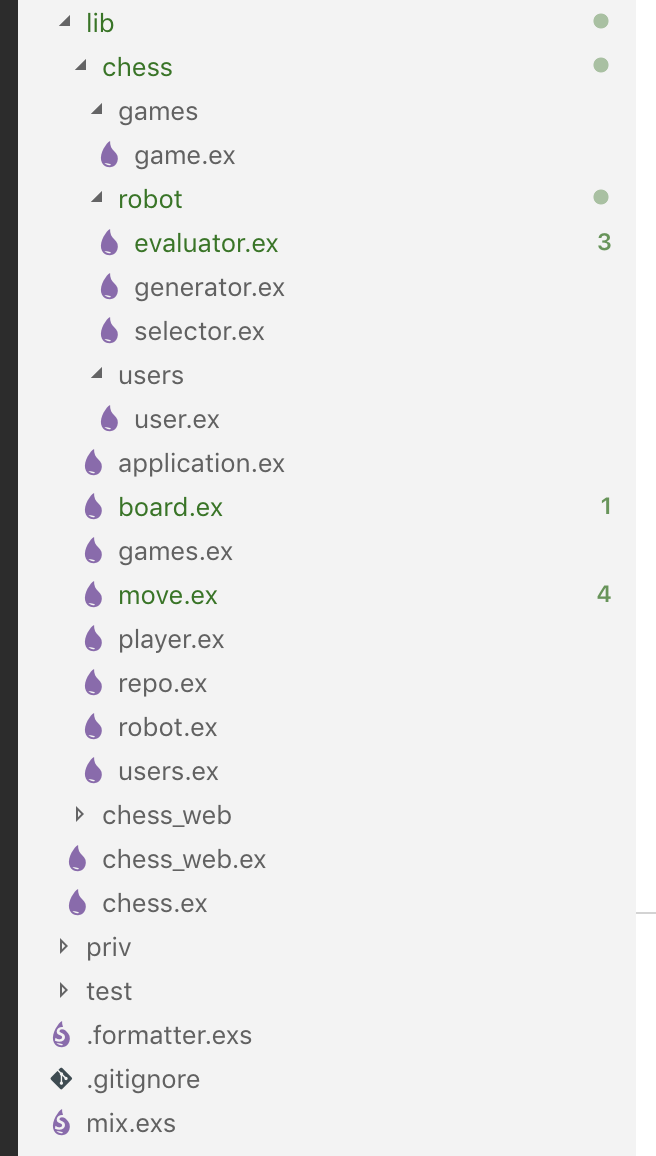 lib
chess
games
game.ex
robot
evaluator.ex 3
generator.ex
selector.ex
users
user.ex
application.ex
board.ex 1
games.ex
move.ex 4
player.ex
repo.ex
robot.ex
users.ex
chess_web
chess_web.ex
chess.ex
priv
test
.formatter.exs
.gitignore
mix.exs